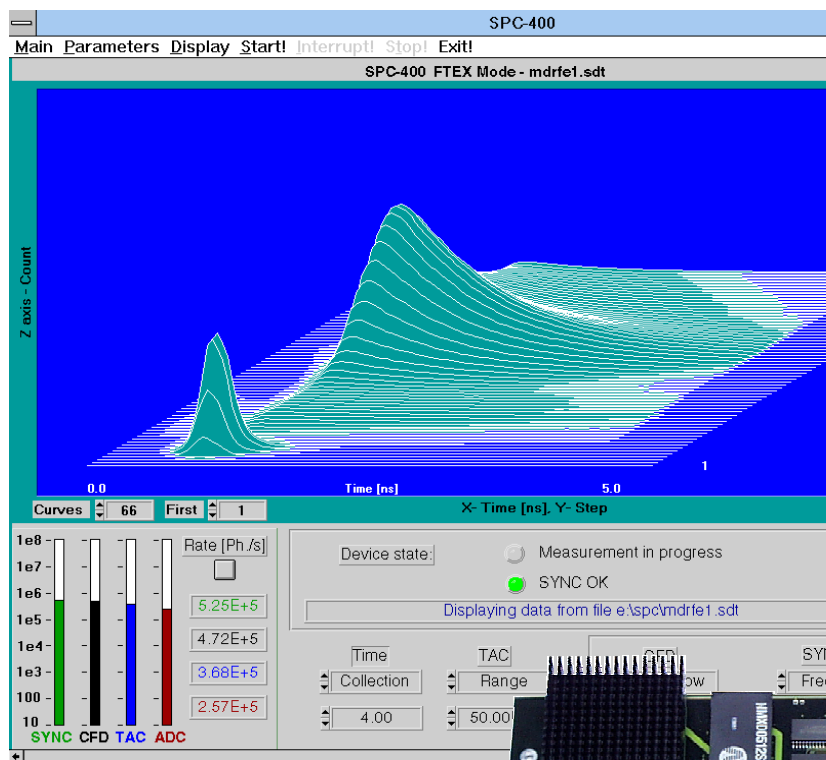 SPC-400
Main Parameters Display Start! Interrupt! Stop! Exit!
SPC-400 FTEX Mode - mdrfe1.sdt
Z axis - Count
1
0.0 Time [ns] 5.0
Curves 66 First 1 X- Time [ns], Y- Step
1e8
1e7
1e6
1e5
1e4
1e3
100
10
SYNC CFD TAC ADC
Rate [Ph./s]
5.25E+5
4.72E+5
3.68E+5
2.57E+5
Device state: Measurement in progress
SYNC OK
Displaying data from file e:\spc\mdrfe1.sdt
Time TAC CFD
Collection Range
4.00 50.00